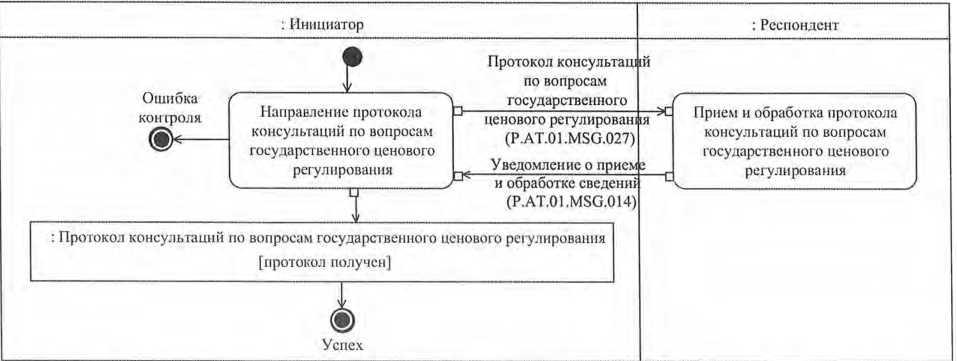 : Инициатор
: Респондент
Ошибка
контроля
Направление протокола
консультаций по вопросам
государственного ценового
регулирования
Протокол консультаций
по вопросам
государственного
ценового регулирования
(P.AT.01.MSG.027)
Уведомление о приеме
и обработке сведений
(P.AT.01.MSG.014)
Прием и обработка протокола
консультаций по вопросам
государственного ценового
регулирования
: Протокол консультаций по вопросам государственного ценового регулирования
[протокол получен]
Успех